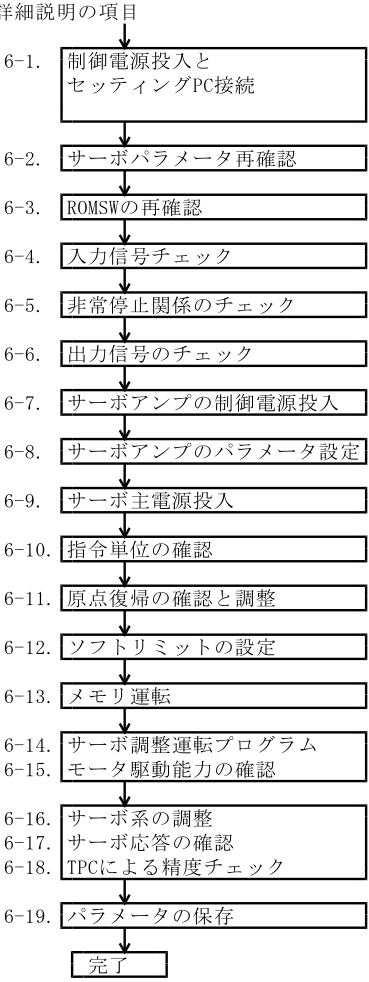 詳細説明の項目
6-1. 制御電源投入と
セッティングPC接続
6-2. サーボパラメータ再確認
6-3. ROMSWの再確認
6-4. 入力信号チェック
6-5. 非常停止関係のチェック
6-6. 出力信号のチェック
6-7. サーボアンプの制御電源投入
6-8. サーボアンプのパラメータ設定
6-9. サーボ主電源投入
6-10. 指令単位の確認
6-11. 原点復帰の確認と調整
6-12. ソフトリミットの設定
6-13. メモリ運転
6-14. サーボ調整運転プログラム
6-15. モータ駆動能力の確認
6-16. サーボ系の調整
6-17. サーボ応答の確認
6-18. TPCによる精度チェック
6-19. パラメータの保存
完了